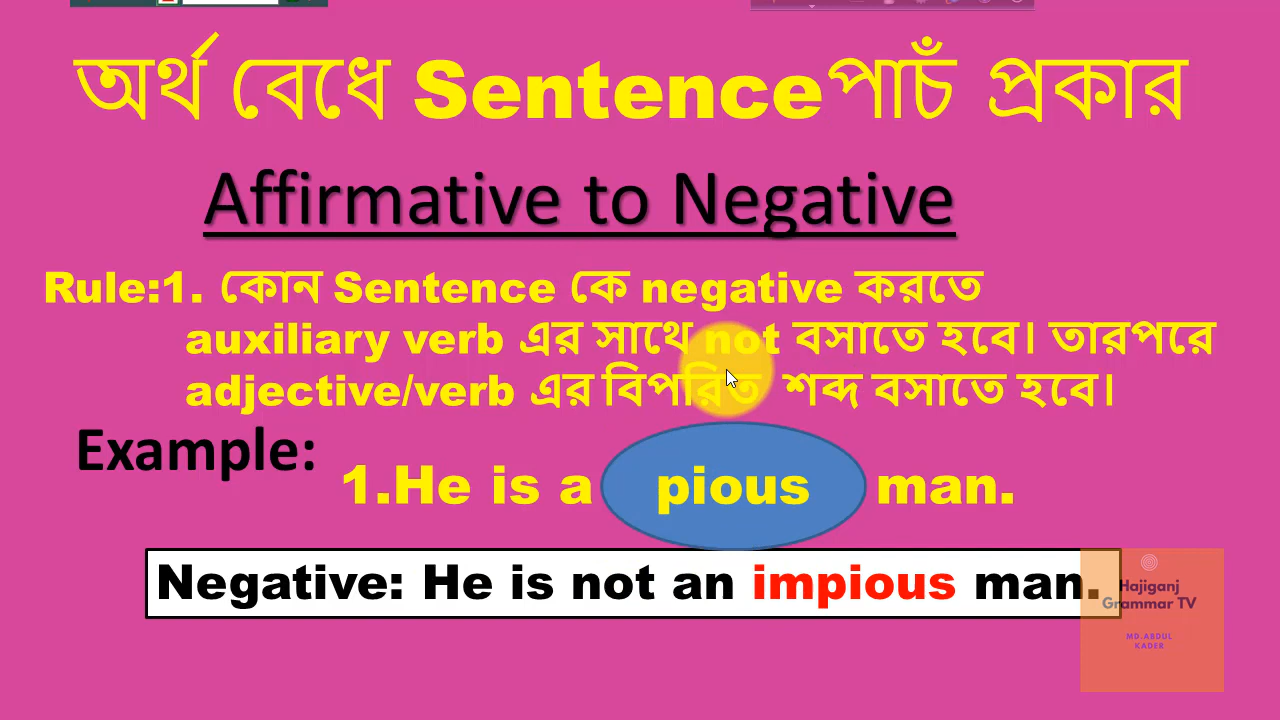 অর্থ বেধে Sentenceপাচঁ প্রকার
Affirmative to Negative
Rule:1. কোন Sentence কে negative করতে
auxiliary verb এর সাথে not বসাতে হবে। তারপরে
adjective/verb এর বিপরিত শব্দ বসাতে হবে।
Example:
1.He is a pious man.
Negative: He is not an impious man.
Hajiganj
Grammar TV
MD.ABDUL
KADER